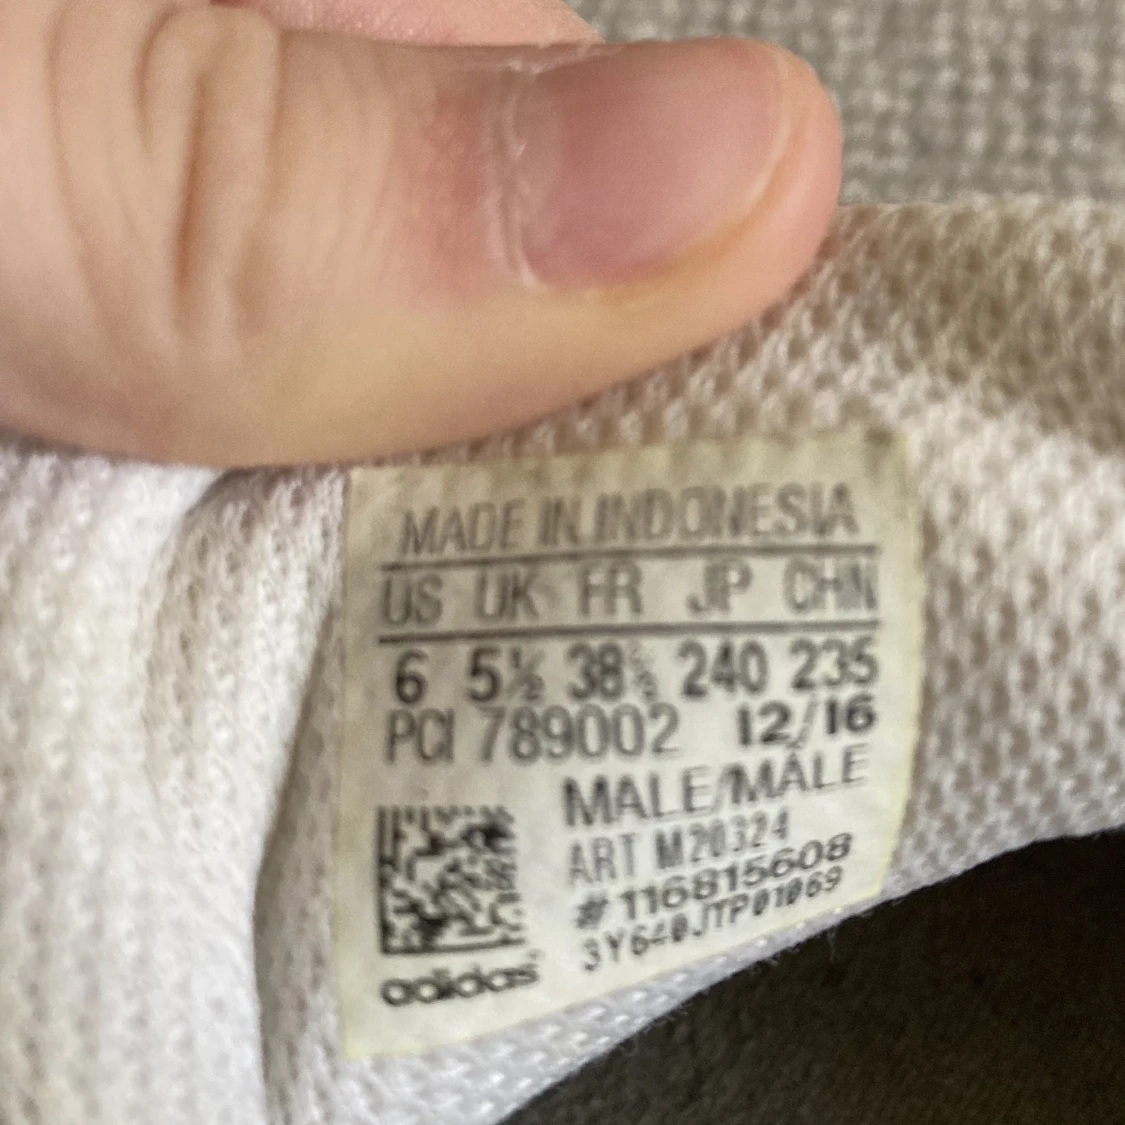 MADE IN INDONESIA
US UK FR JP CHN
6 5½ 38⅔ 240 235
PCI 789002 12/16
MALE/MÂLE
ART M20324
#116815608
3Y640JTP01069
adidas